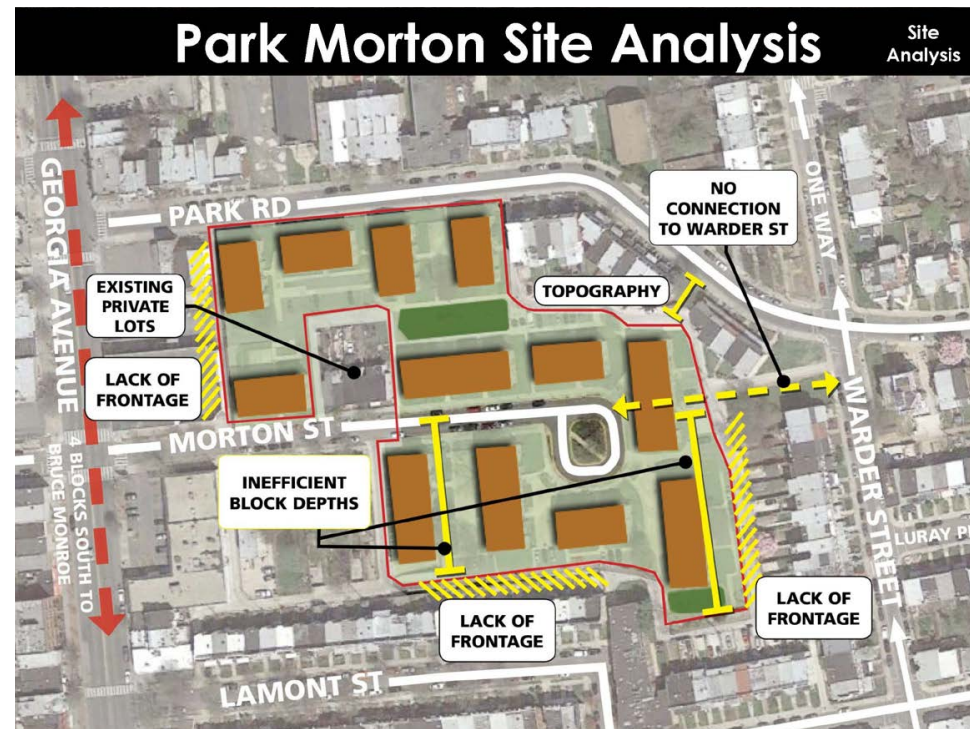 Park Morton Site Analysis
Site
Analysis
GEORGIA AVENUE
4 BLOCKS SOUTH TO
BRUCE MONROE
PARK RD
ONE WAY
NO
CONNECTION
TO WARDER ST
TOPOGRAPHY
EXISTING
PRIVATE
LOTS
LACK OF
FRONTAGE
MORTON ST
WARDER STREET
INEFFICIENT
BLOCK DEPTHS
LURAY PL
LACK OF
FRONTAGE
LACK OF
FRONTAGE
LAMONT ST